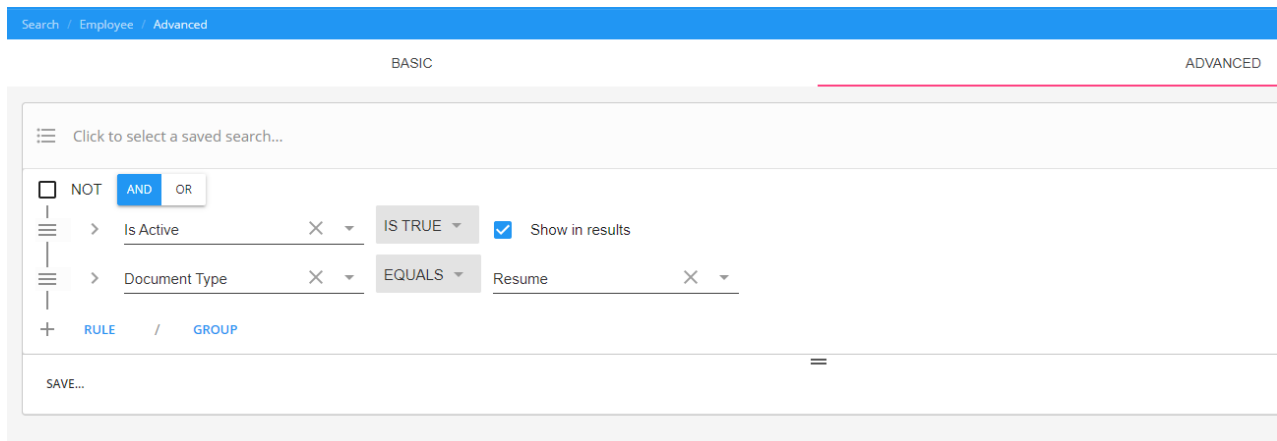 Search / Employee / Advanced
BASIC ADVANCED
Click to select a saved search...
NOT AND OR
Is Active IS TRUE Show in results
Document Type EQUALS Resume
RULE / GROUP
SAVE...